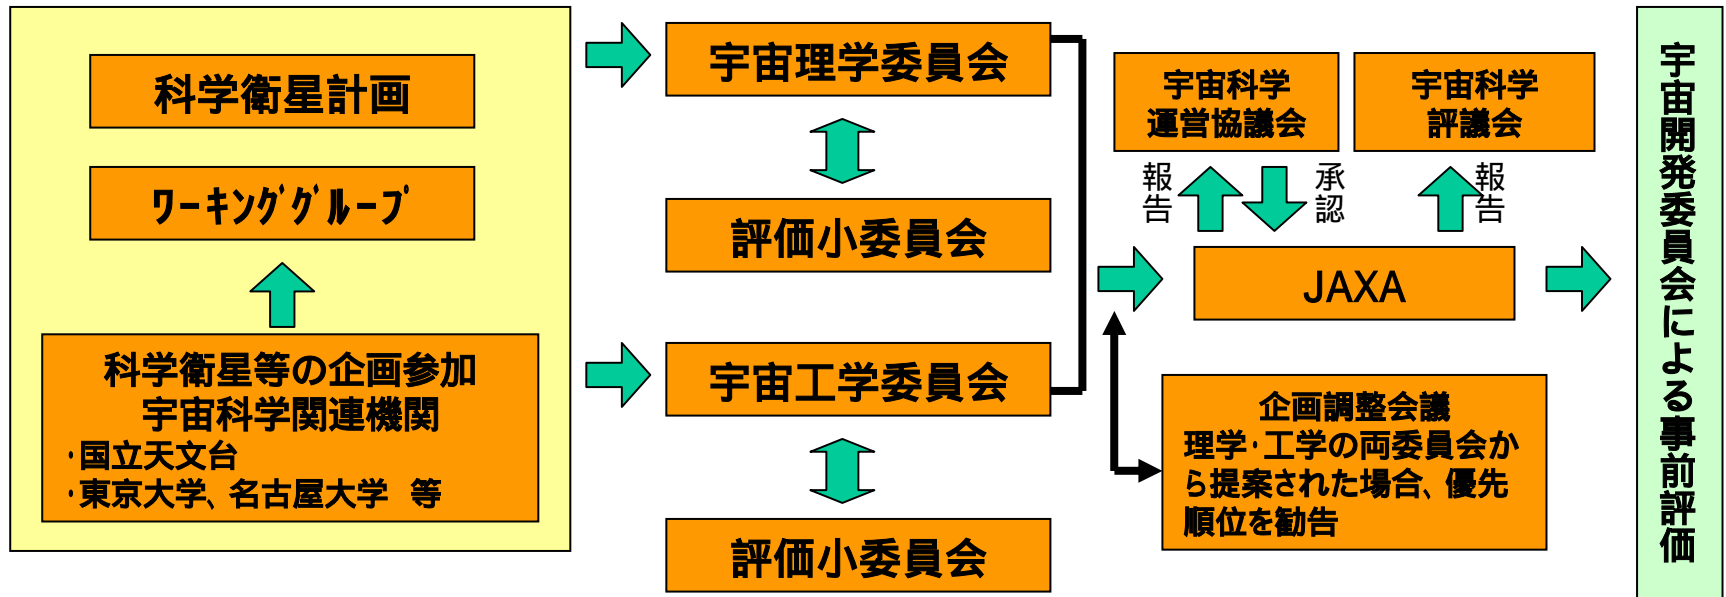 科学衛星計画
ﾜｰｷﾝｸﾞｸﾞﾙｰﾌﾟ
科学衛星等の企画参加
宇宙科学関連機関
･国立天文台
･東京大学、名古屋大学　等
宇宙理学委員会
評価小委員会
宇宙工学委員会
評価小委員会
宇宙科学
運営協議会
宇宙科学
評議会
報告
承認
報告
JAXA
企画調整会議
理学･工学の両委員会か
ら提案された場合、優先
順位を勧告
宇宙開発委員会による事前評価